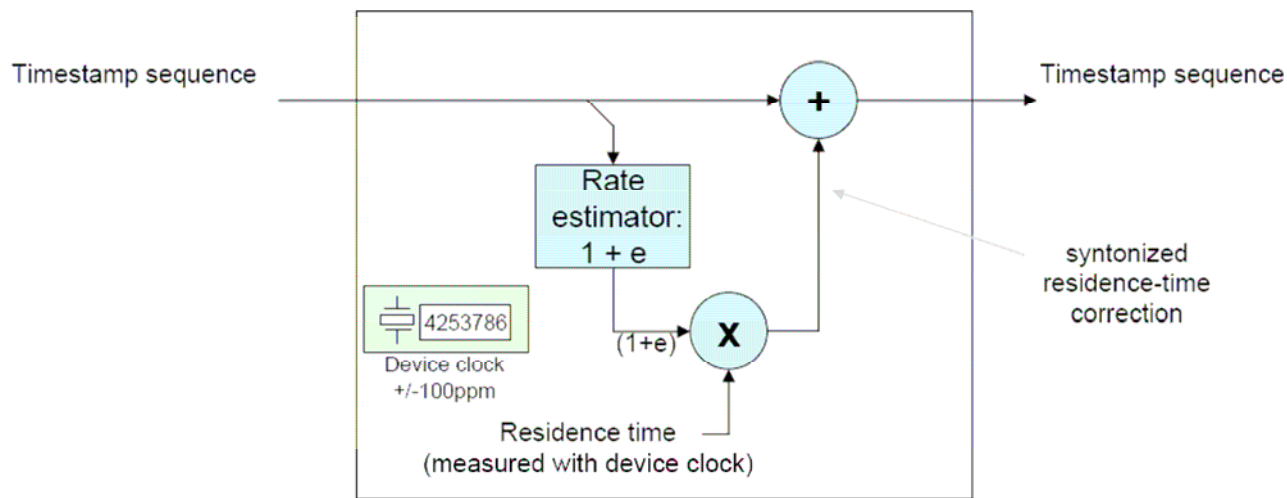 Timestamp sequence
Timestamp sequence
+
Rate
estimator:
1 + e
syntonized
residence-time
correction
4253786
(1+e)
X
Device clock
+/-100ppm
Residence time
(measured with device clock)